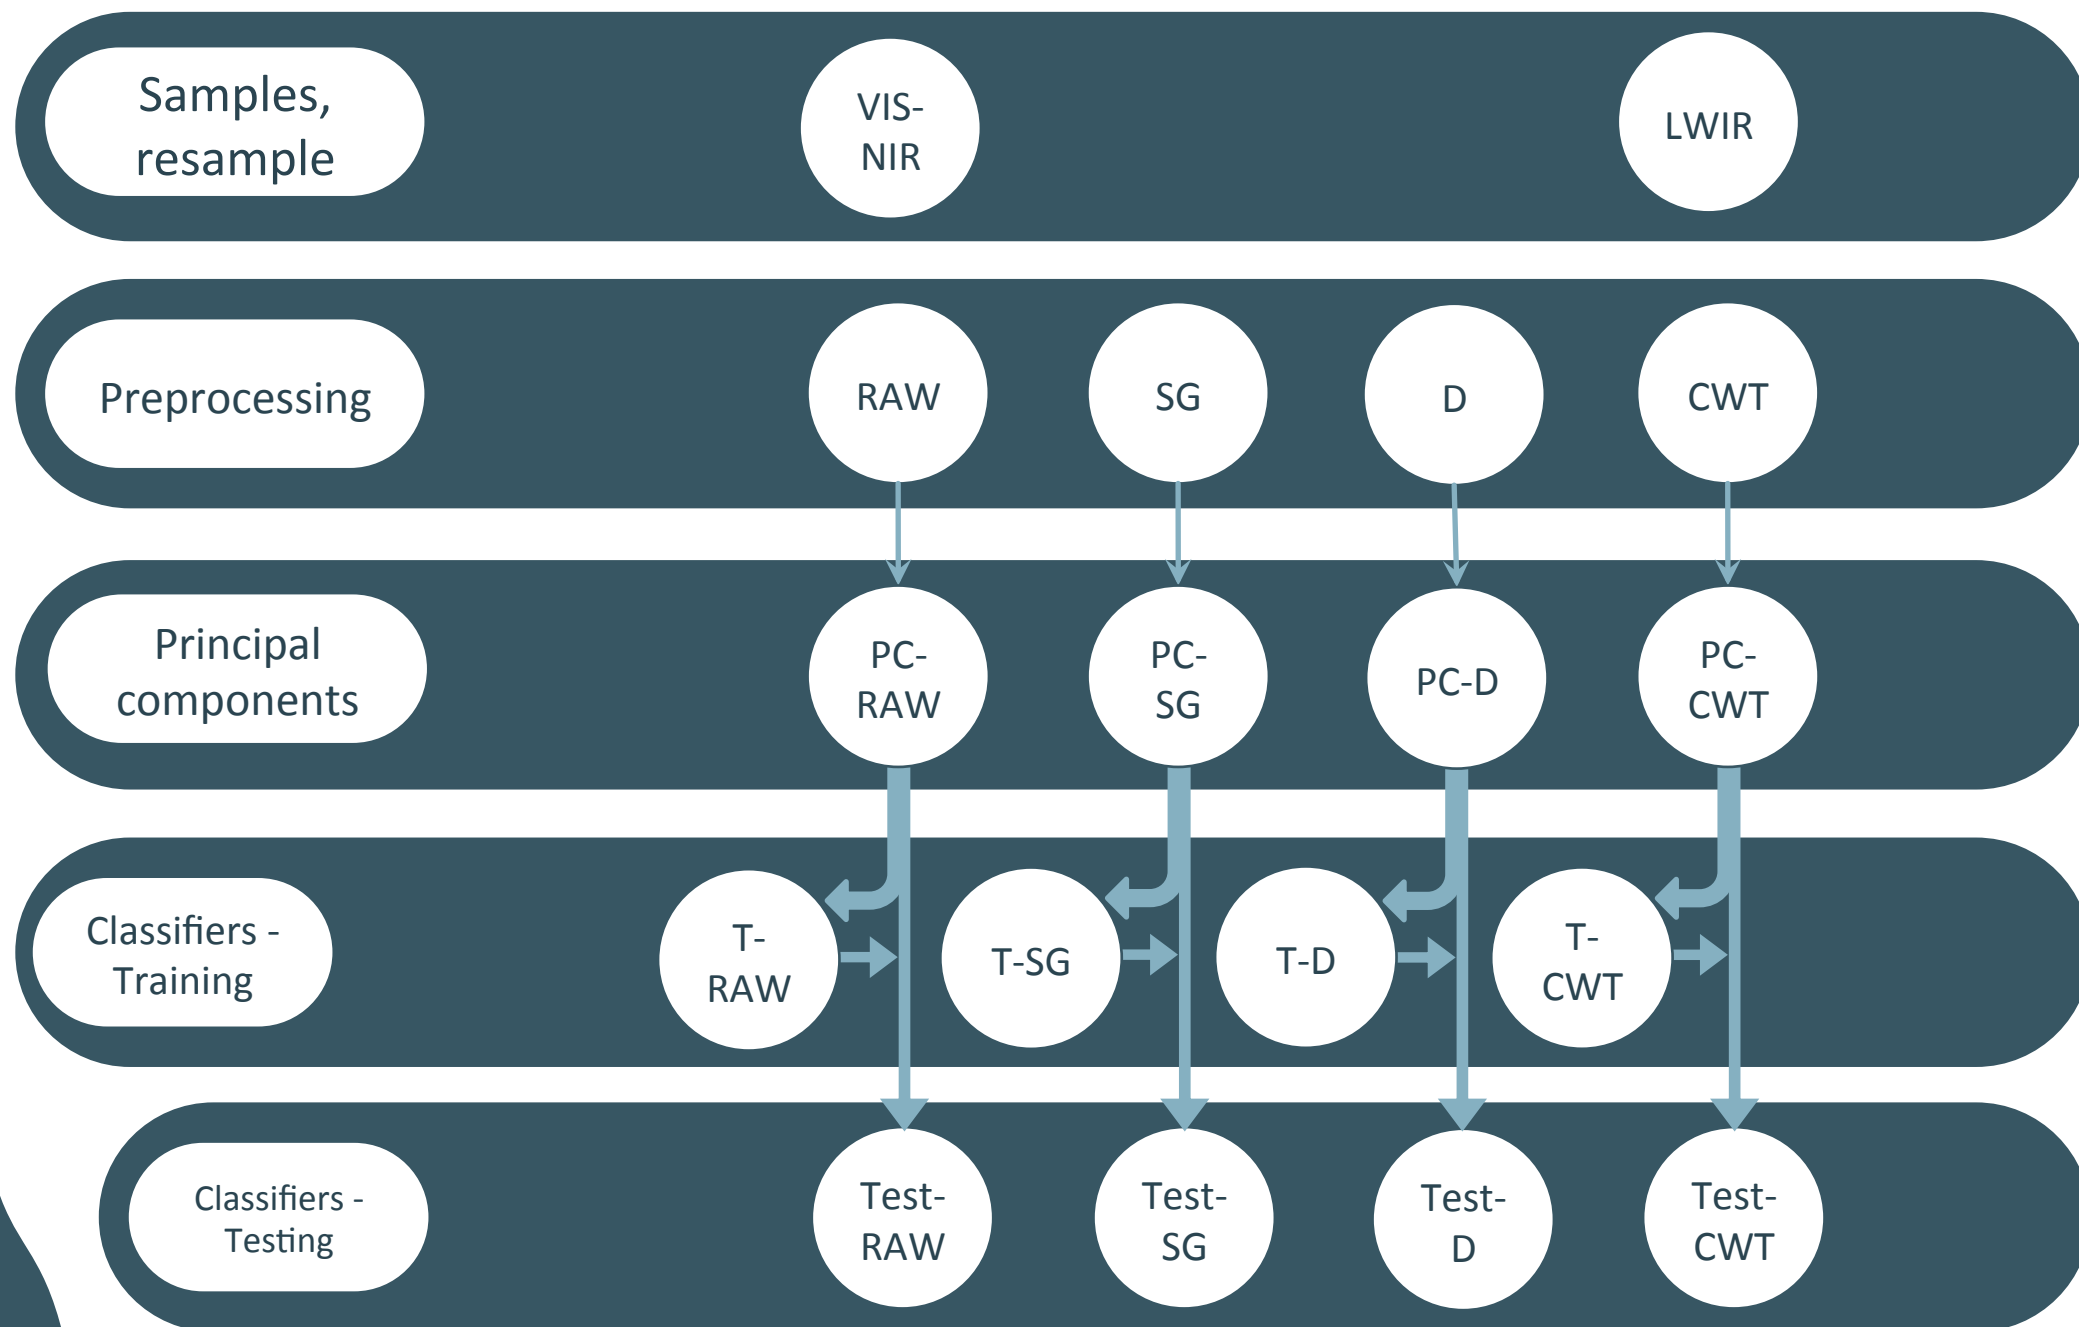 Samples,
resample
VIS-
NIR
LWIR
Preprocessing
RAW
SG
D
CWT
Principal
components
PC-
RAW
PC-
SG
PC-D
PC-
CWT
Classifiers -
Training
T-
RAW
T-SG
T-D
T-
CWT
Classifiers -
Testing
Test-
RAW
Test-
SG
Test-
D
Test-
CWT